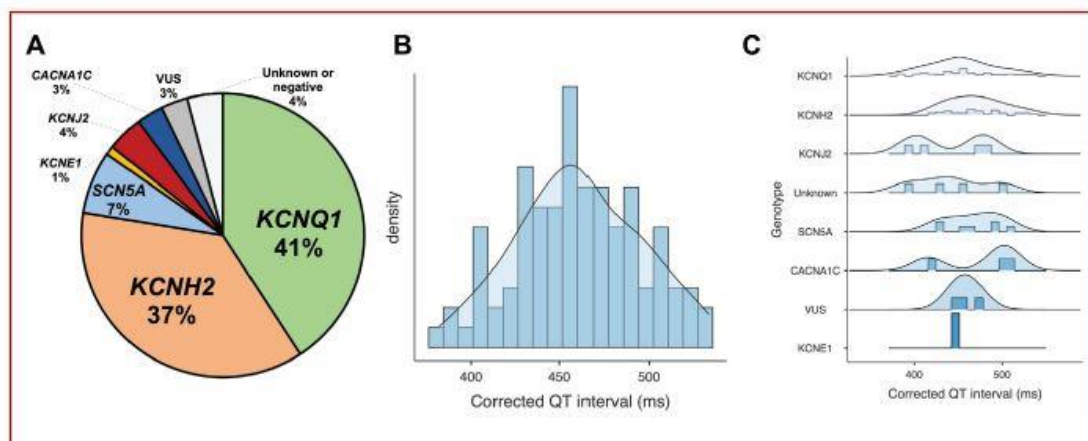 A
CACNA1C
3%
VUS
3%
Unknown or
negative
4%
KCNJ2
4%
KCNE1
1%
SCN5A
7%
KCNQ1
41%
KCNH2
37%
B
density
400
450
500
Corrected QT interval (ms)
C
Genotype
KCNQ1
KCNH2
KCNJ2
Unknown
SCN5A
CACNA1C
VUS
KCNE1
400
500
Corrected QT interval (ms)